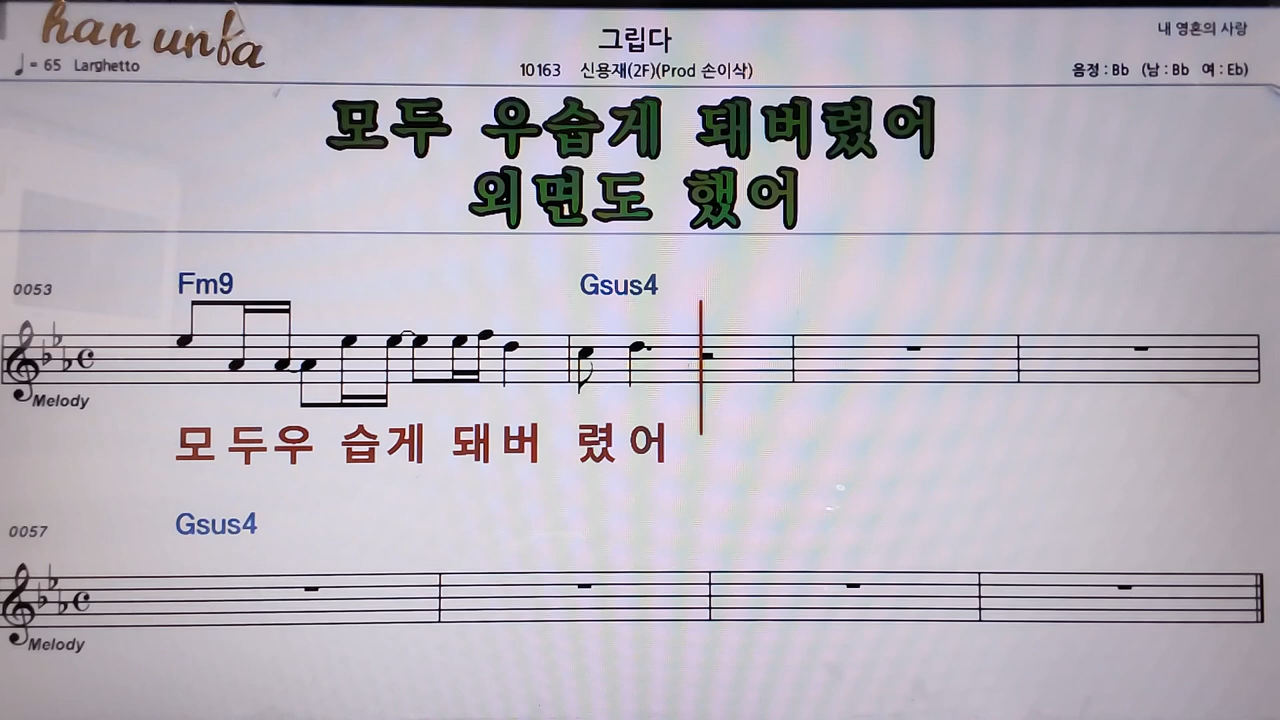 han unba
그립다
내 영혼의 사랑
♩= 65 Larghetto
10163 신용재(2F)(Prod 손이삭)
음정 : Bb (남 : Bb 여 : Eb)
모두 우습게 돼버렸어
외면도 했어
0053
Fm9 Gsus4
Melody
모두우 습게 돼버 렸어
0057
Gsus4
Melody